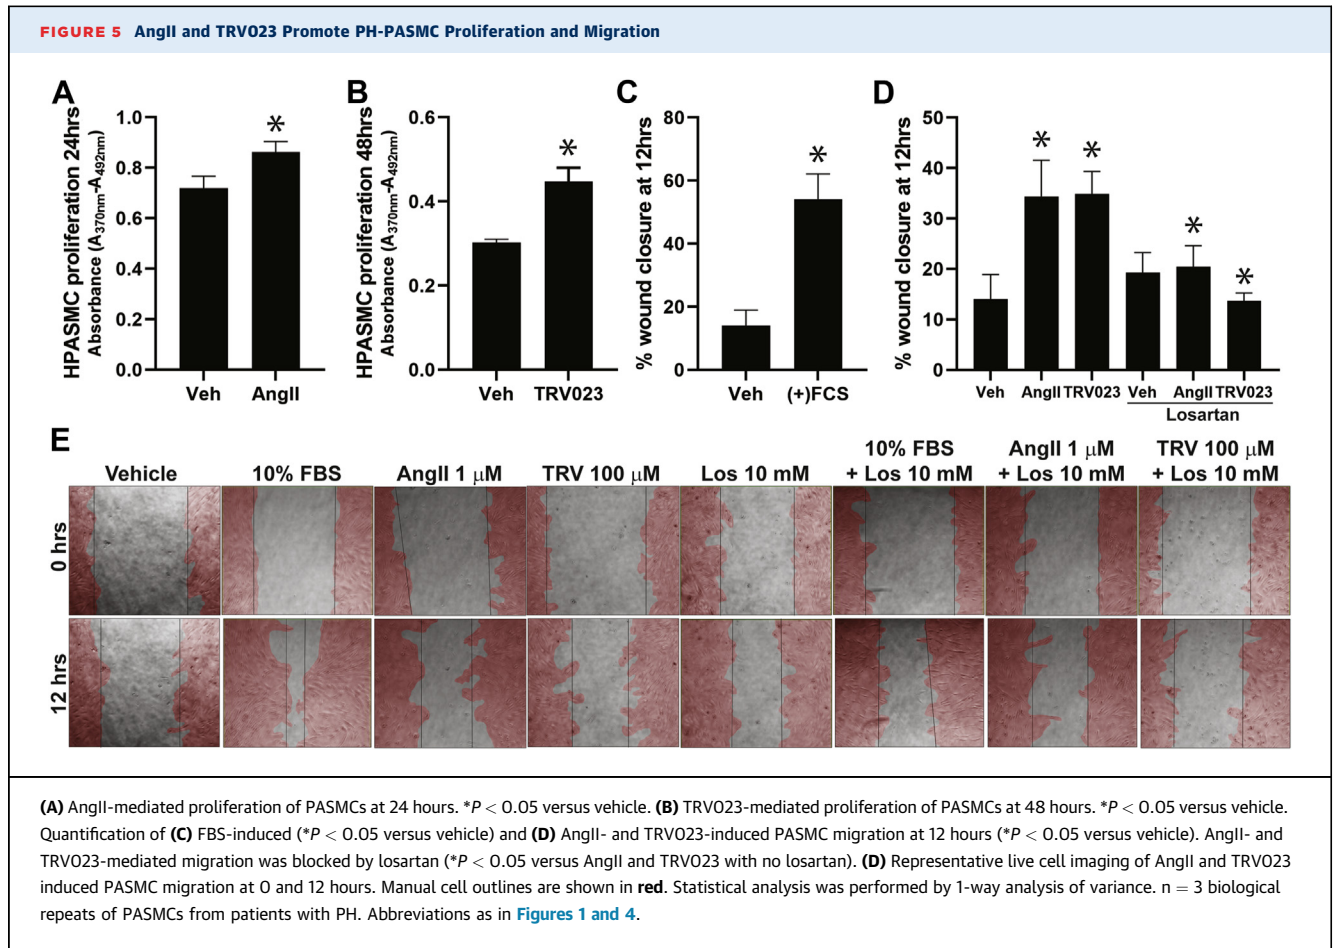 FIGURE 5 AngII and TRV023 Promote PH-PASMC Proliferation and Migration
A
HPASMC proliferation 24hrs
Absorbance (A370nm-A492nm)
1.0
0.8
0.6
0.4
0.2
0.0
*
Veh AngII
B
HPASMC proliferation 48hrs
Absorbance (A370nm-A492nm)
0.6
0.4
0.2
0.0
*
Veh TRV023
C
% wound closure at 12hrs
80
60
40
20
0
*
Veh (+)FCS
D
% wound closure at 12hrs
50
40
30
20
10
0
* * * *
Veh AngII TRV023 Veh AngII TRV023
Losartan
E
Vehicle 10% FBS AngII 1 μM TRV 100 μM Los 10 mM 10% FBS + Los 10 mM AngII 1 μM + Los 10 mM TRV 100 μM + Los 10 mM
0 hrs
12 hrs
(A) AngII-mediated proliferation of PASMCs at 24 hours. *P < 0.05 versus vehicle. (B) TRV023-mediated proliferation of PASMCs at 48 hours. *P < 0.05 versus vehicle.
Quantification of (C) FBS-induced (*P < 0.05 versus vehicle) and (D) AngII- and TRV023-induced PASMC migration at 12 hours (*P < 0.05 versus vehicle). AngII- and
TRV023-mediated migration was blocked by losartan (*P < 0.05 versus AngII and TRV023 with no losartan). (D) Representative live cell imaging of AngII and TRV023
induced PASMC migration at 0 and 12 hours. Manual cell outlines are shown in red. Statistical analysis was performed by 1-way analysis of variance. n = 3 biological
repeats of PASMCs from patients with PH. Abbreviations as in Figures 1 and 4.